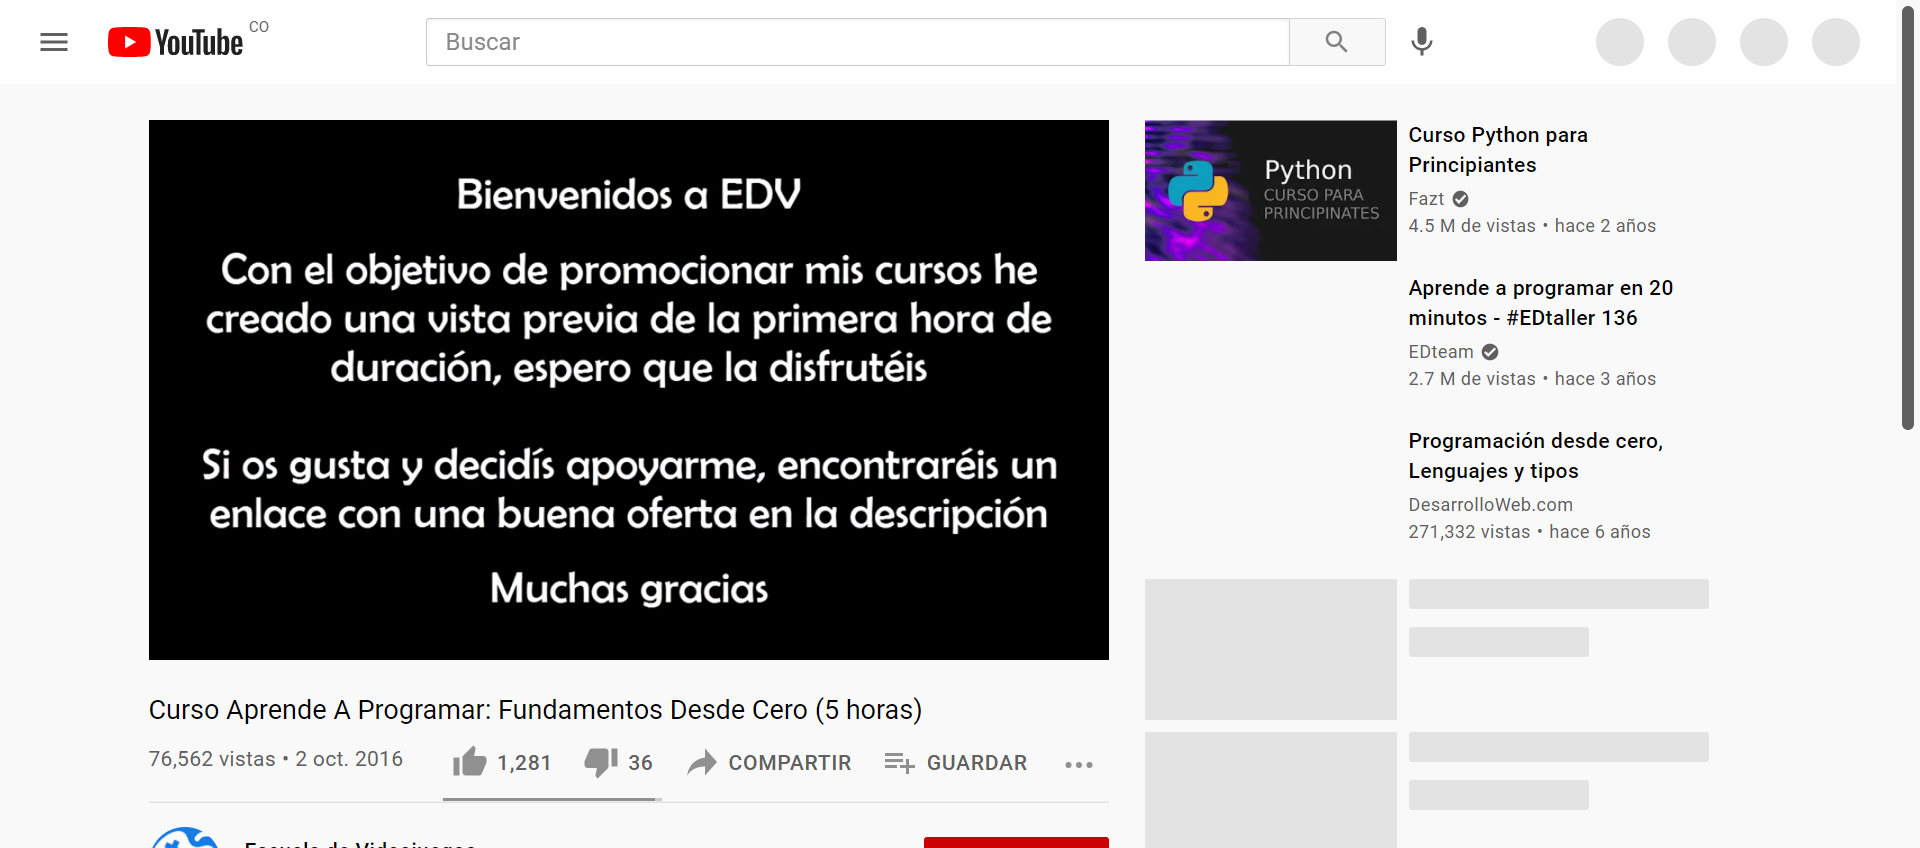 YouTube CO
Buscar
Bienvenidos a EDV
Con el objetivo de promocionar mis cursos he
creado una vista previa de la primera hora de
duración, espero que la disfrutéis
Si os gusta y decidís apoyarme, encontraréis un
enlace con una buena oferta en la descripción
Muchas gracias
Curso Aprende A Programar: Fundamentos Desde Cero (5 horas)
76,562 vistas • 2 oct. 2016
1,281
36
COMPARTIR
GUARDAR
Escuela de Videojuegos
Python
CURSO PARA
PRINCIPINATES
Curso Python para
Principiantes
Fazt
4.5 M de vistas • hace 2 años
Aprende a programar en 20
minutos - #EDtaller 136
EDteam
2.7 M de vistas • hace 3 años
Programación desde cero,
Lenguajes y tipos
DesarrolloWeb.com
271,332 vistas • hace 6 años